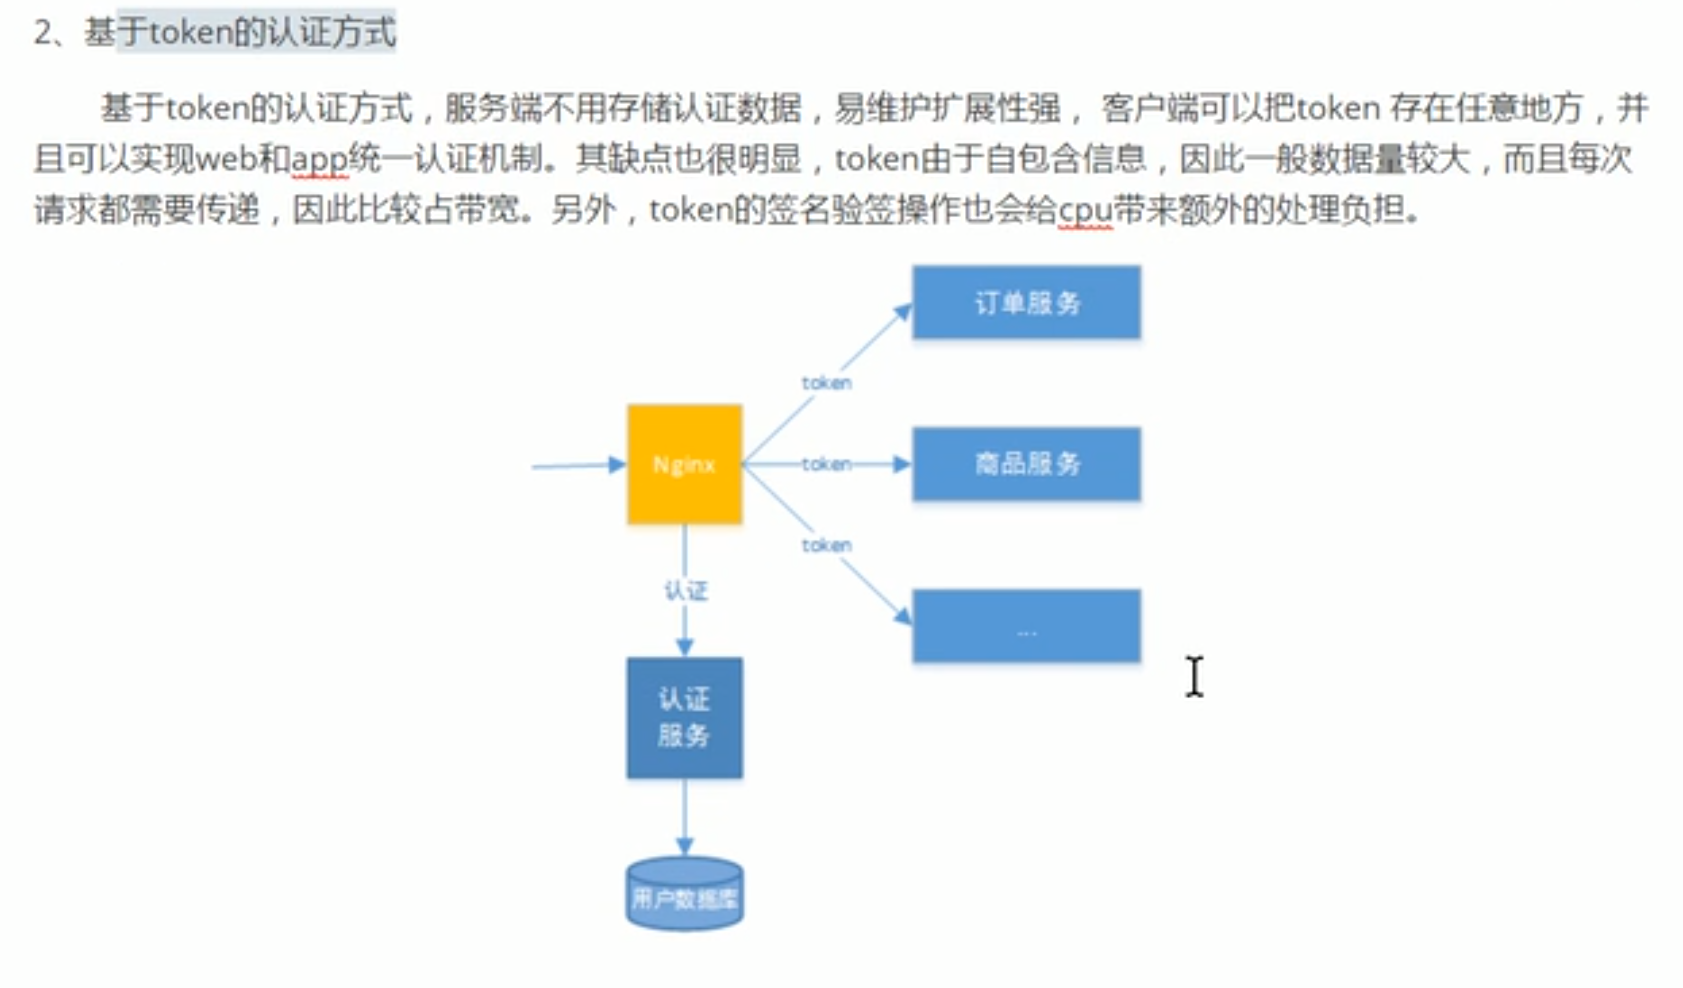 2、基于token的认证方式
基于token的认证方式，服务端不用存储认证数据，易维护扩展性强， 客户端可以把token 存在任意地方，并
且可以实现web和app统一认证机制。其缺点也很明显，token由于自包含信息，因此一般数据量较大，而且每次
请求都需要传递，因此比较占带宽。另外，token的签名验签操作也会给cpu带来额外的处理负担。
订单服务
token
Nginx
token
商品服务
token
...
认证
认证
服务
用户数据库